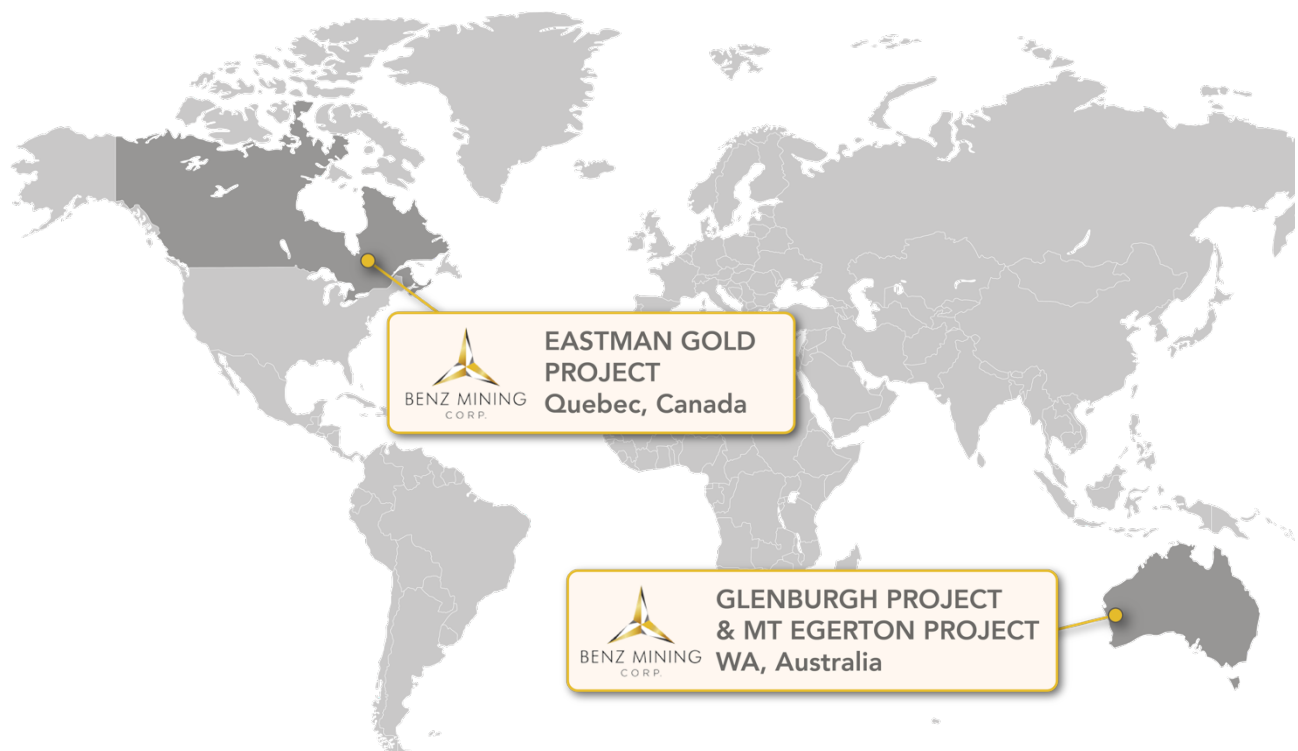 BENZ MINING
CORP.
EASTMAN GOLD
PROJECT
Quebec, Canada
BENZ MINING
CORP.
GLENBURGH PROJECT
& MT EGERTON PROJECT
WA, Australia